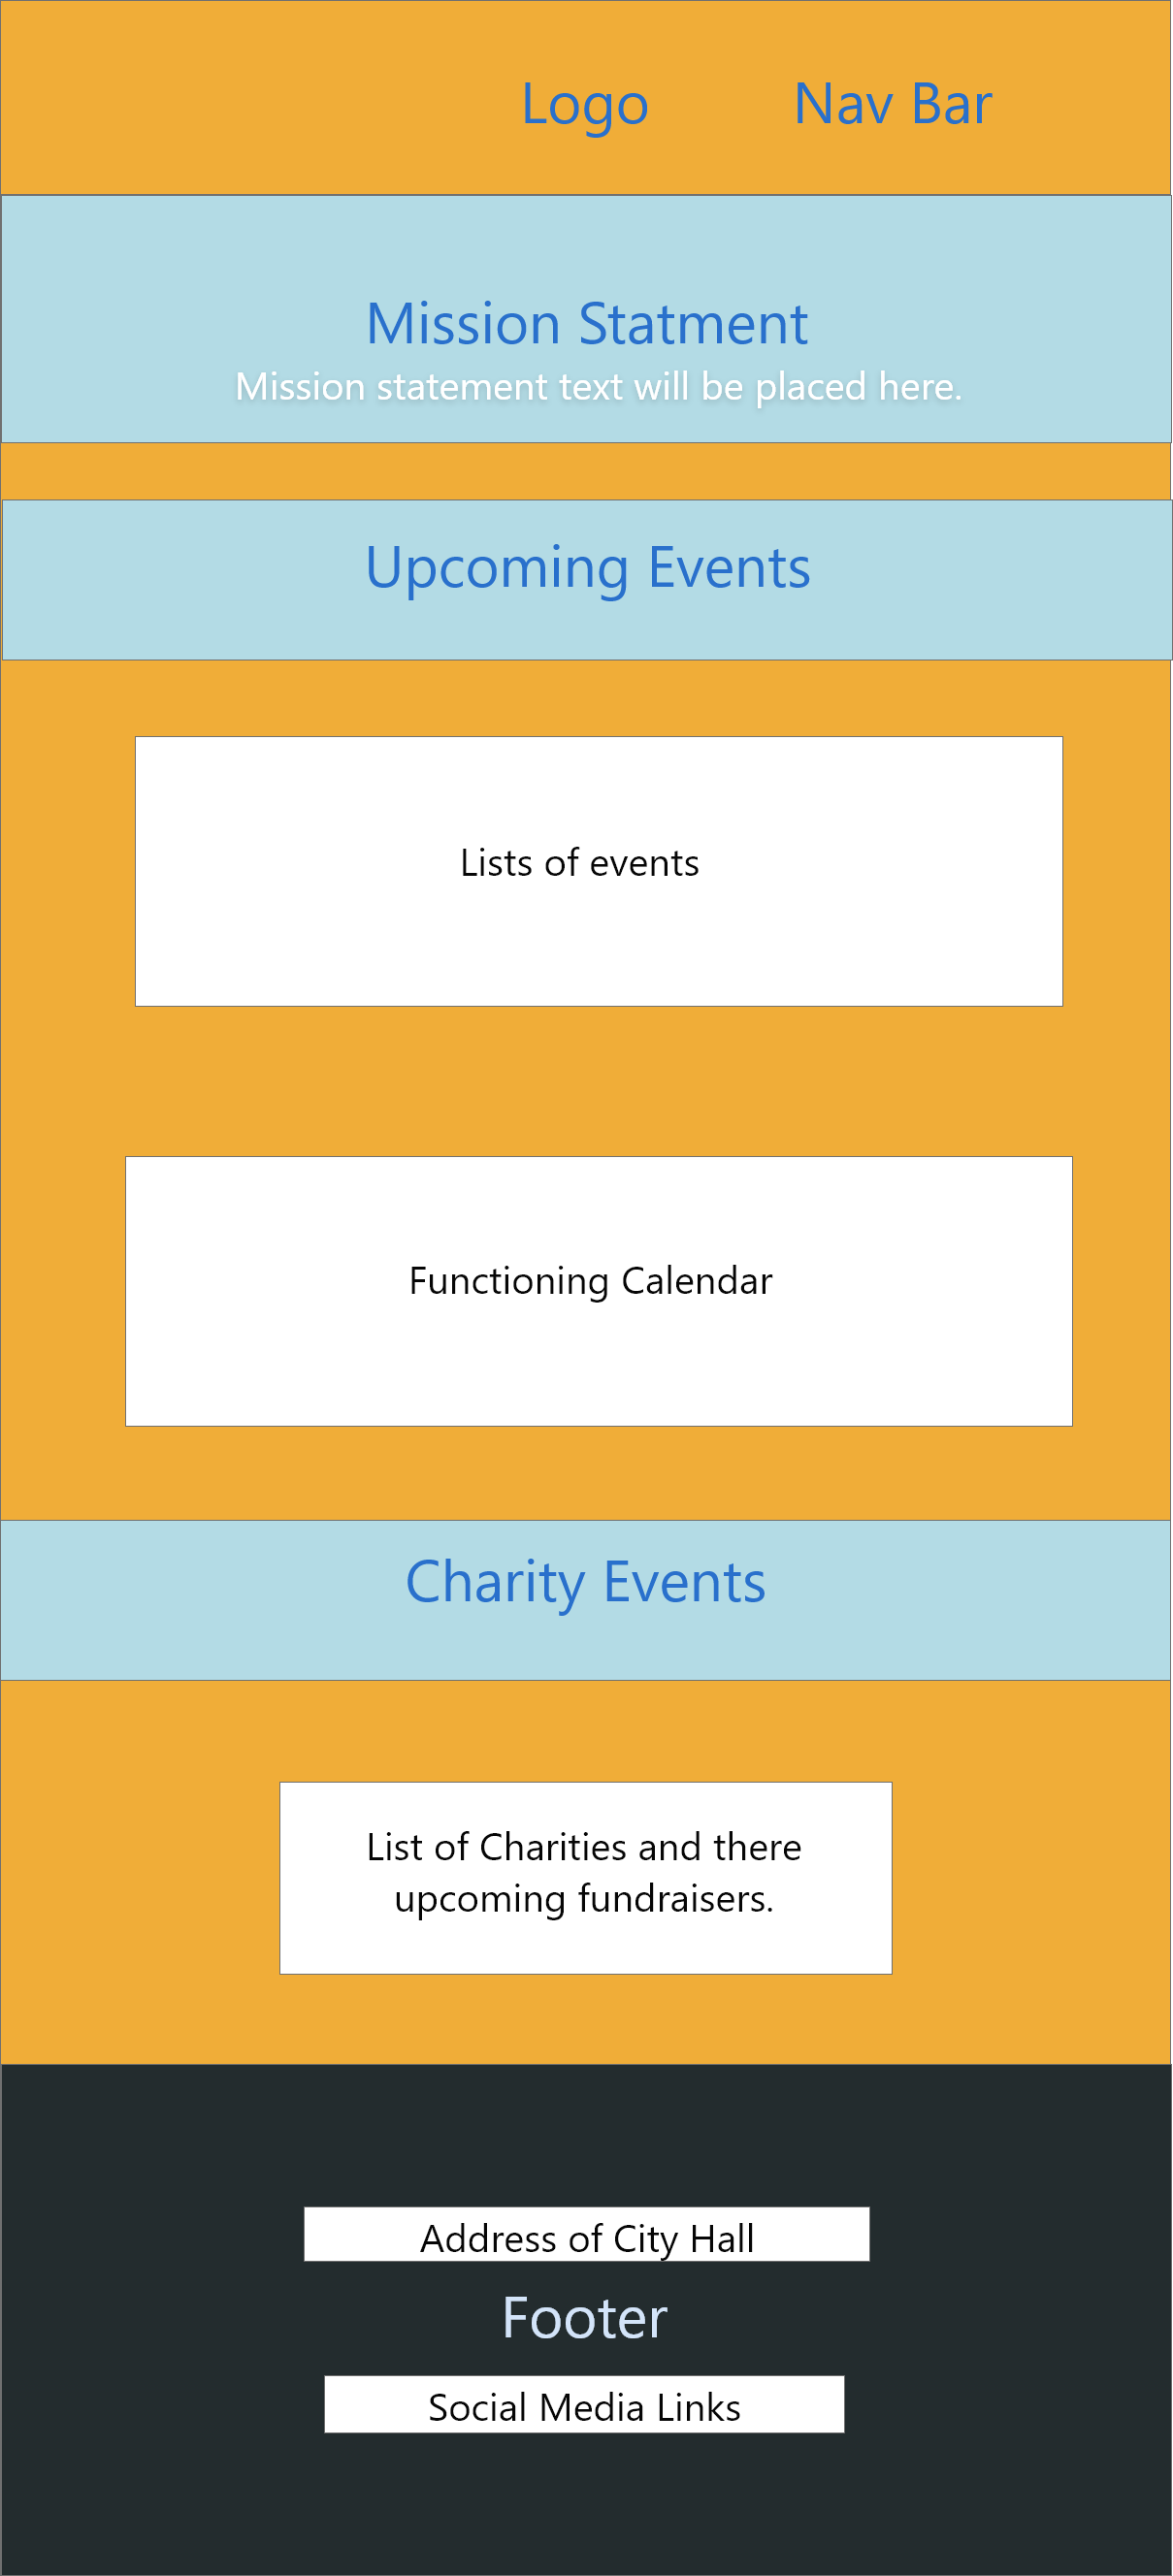 Logo Nav Bar
Mission Statment
Mission statement text will be placed here.
Upcoming Events
Lists of events
Functioning Calendar
Charity Events
List of Charities and there
upcoming fundraisers.
Address of City Hall
Footer
Social Media Links